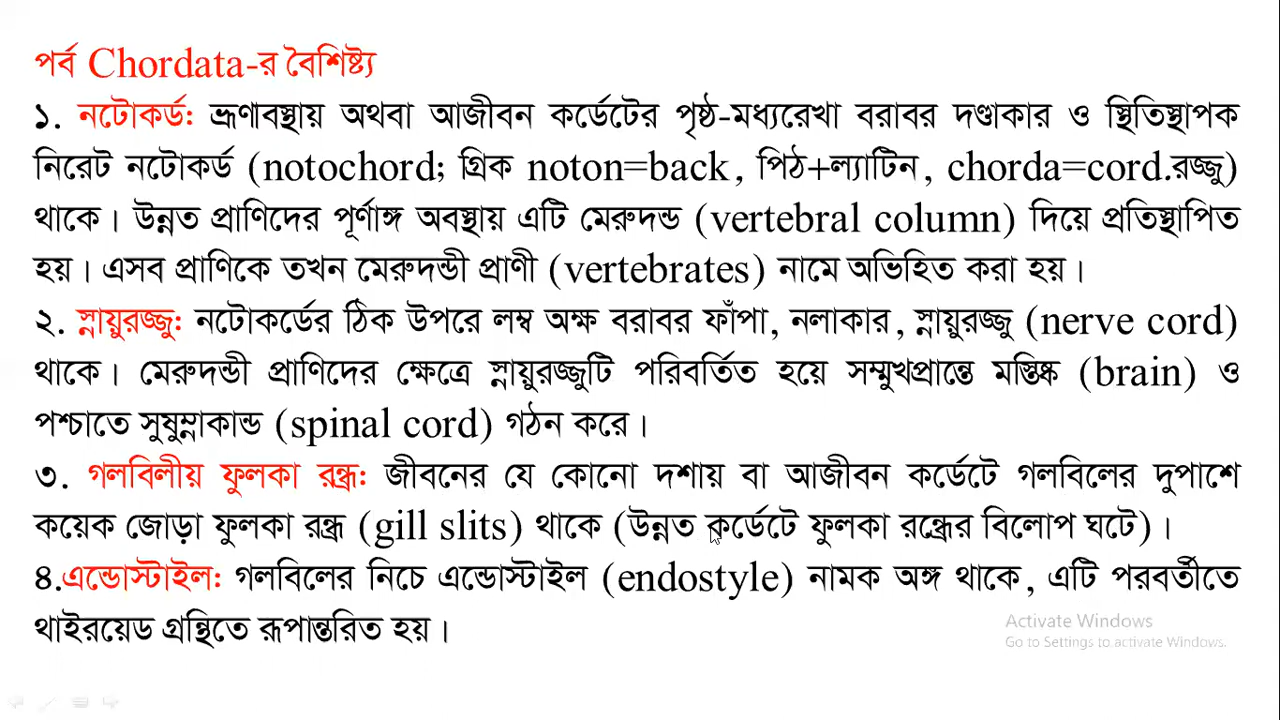 পর্ব Chordata-র বৈশিষ্ট্য
১. নটোকর্ড: ভ্রূণাবস্থায় অথবা আজীবন কর্ডেটের পৃষ্ঠ-মধ্যরেখা বরাবর দণ্ডাকার ও স্থিতিস্থাপক
নিরেট নটোকর্ড (notochord; গ্রিক noton=back, পিঠ+ল্যাটিন, chorda=cord.রজ্জু)
থাকে। উন্নত প্রাণিদের পূর্ণাঙ্গ অবস্থায় এটি মেরুদন্ড (vertebral column) দিয়ে প্রতিস্থাপিত
হয়। এসব প্রাণিকে তখন মেরুদন্ডী প্রাণী (vertebrates) নামে অভিহিত করা হয়।
২. স্নায়ুরজ্জু: নটোকর্ডের ঠিক উপরে লম্ব অক্ষ বরাবর ফাঁপা, নলাকার, স্নায়ুরজ্জু (nerve cord)
থাকে। মেরুদন্ডী প্রাণিদের ক্ষেত্রে স্নায়ুরজ্জুটি পরিবর্তিত হয়ে সম্মুখপ্রান্তে মস্তিষ্ক (brain) ও
পশ্চাতে সুষুম্নাকান্ড (spinal cord) গঠন করে।
৩. গলবিলীয় ফুলকা রন্ধ্র: জীবনের যে কোনো দশায় বা আজীবন কর্ডেটে গলবিলের দুপাশে
কয়েক জোড়া ফুলকা রন্ধ্র (gill slits) থাকে (উন্নত কর্ডেটে ফুলকা রন্ধ্রের বিলোপ ঘটে)।
৪.এন্ডোস্টাইল: গলবিলের নিচে এন্ডোস্টাইল (endostyle) নামক অঙ্গ থাকে, এটি পরবর্তীতে
থাইরয়েড গ্রন্থিতে রূপান্তরিত হয়।
Activate Windows
Go to Settings to activate Windows.